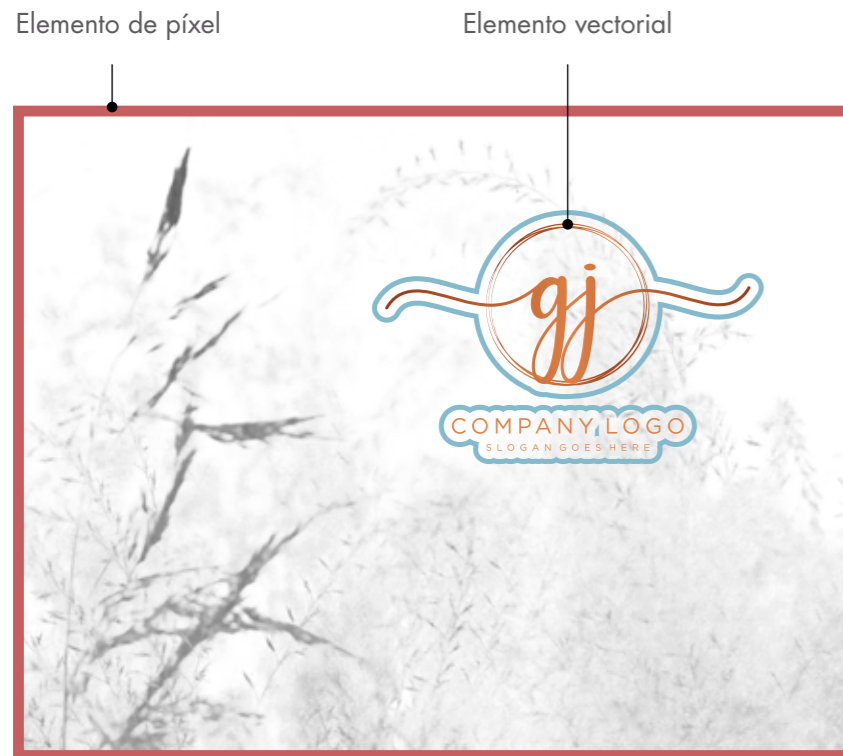 Elemento de píxel
Elemento vectorial
gj
COMPANY LOGO
SLOGAN GOES HERE